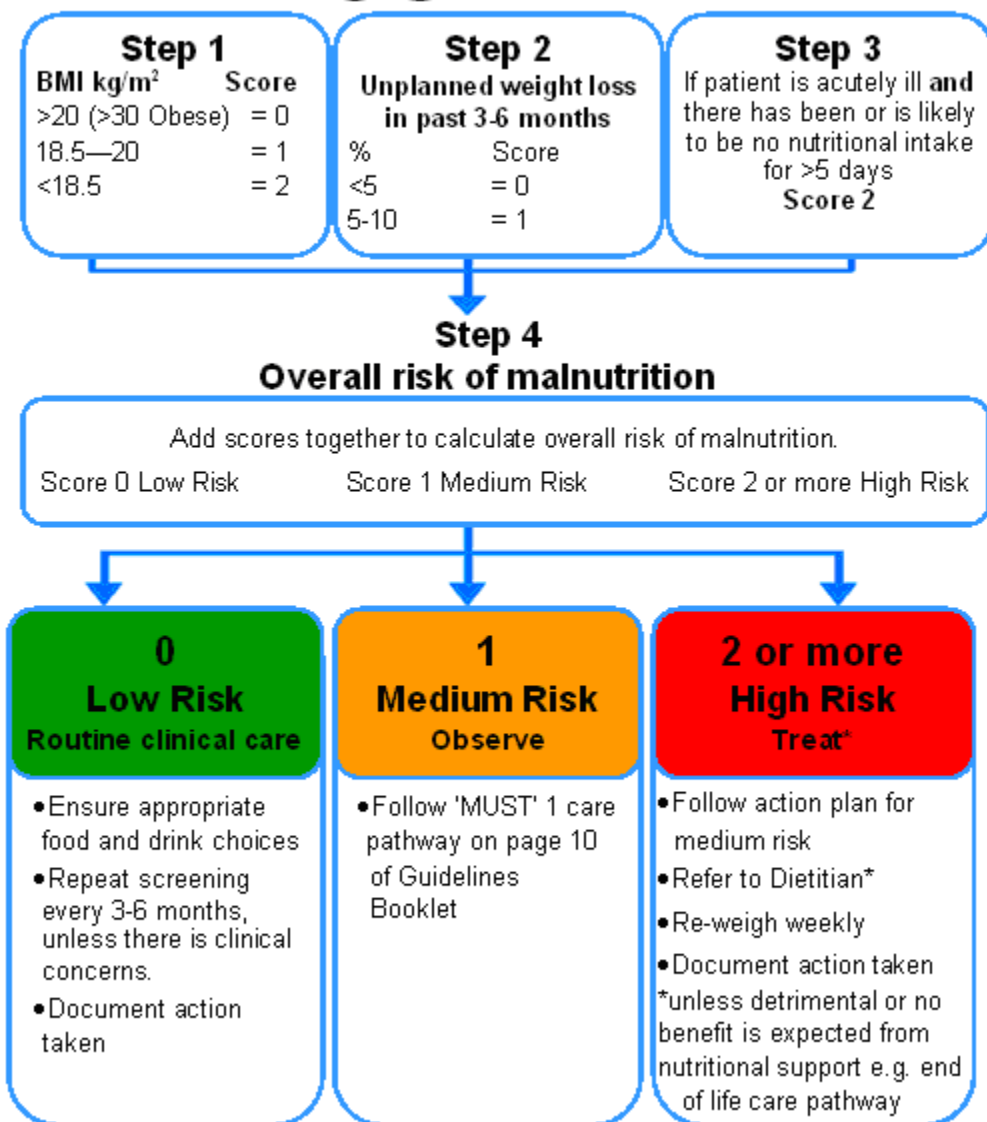 Step 1
BMI kg/m² Score
>20 (>30 Obese) = 0
18.5—20 = 1
<18.5 = 2
Step 2
Unplanned weight loss
in past 3-6 months
% Score
<5 = 0
5-10 = 1
Step 3
If patient is acutely ill and
there has been or is likely
to be no nutritional intake
for >5 days
Score 2
Step 4
Overall risk of malnutrition
Add scores together to calculate overall risk of malnutrition.
Score 0 Low Risk Score 1 Medium Risk Score 2 or more High Risk
0
Low Risk
Routine clinical care
•Ensure appropriate
food and drink choices
•Repeat screening
every 3-6 months,
unless there is clinical
concerns.
•Document action
taken
1
Medium Risk
Observe
•Follow 'MUST' 1 care
pathway on page 10
of Guidelines
Booklet
2 or more
High Risk
Treat*
•Follow action plan for
medium risk
•Refer to Dietitian*
•Re-weigh weekly
•Document action taken
*unless detrimental or no
benefit is expected from
nutritional support e.g. end
of life care pathway